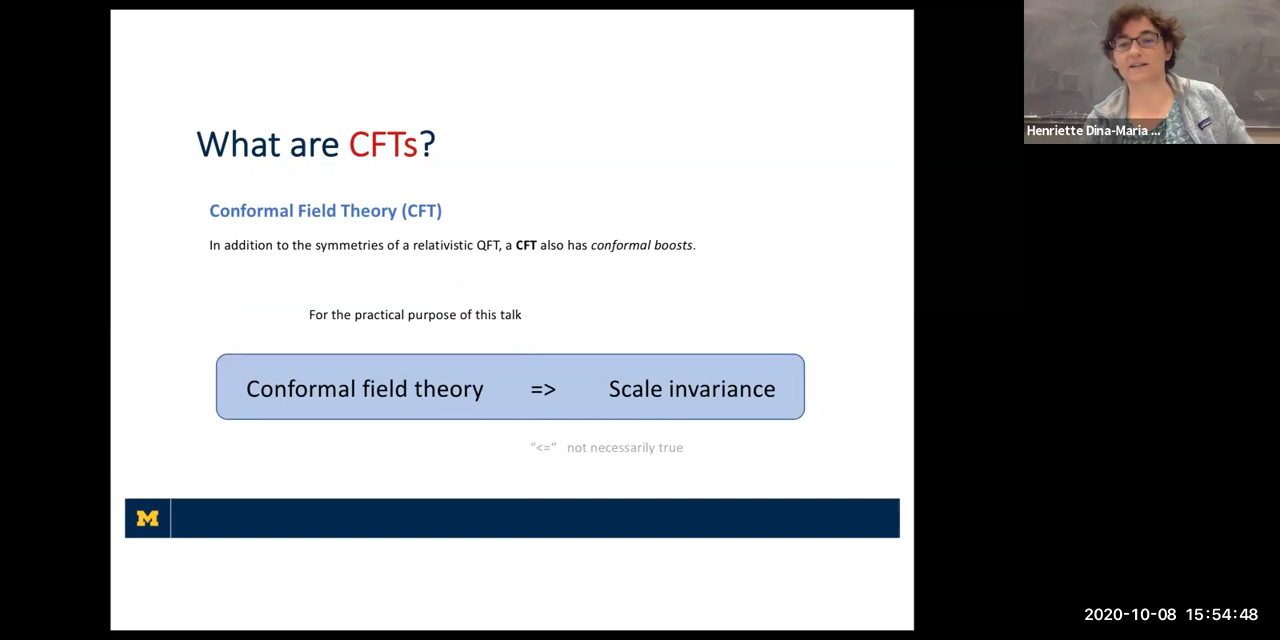 What are CFTs?
Conformal Field Theory (CFT)
In addition to the symmetries of a relativistic QFT, a CFT also has conformal boosts.
For the practical purpose of this talk
Conformal field theory => Scale invariance
"<=" not necessarily true
M
Henriette Dina-Maria ...
2020-10-08 15:54:48